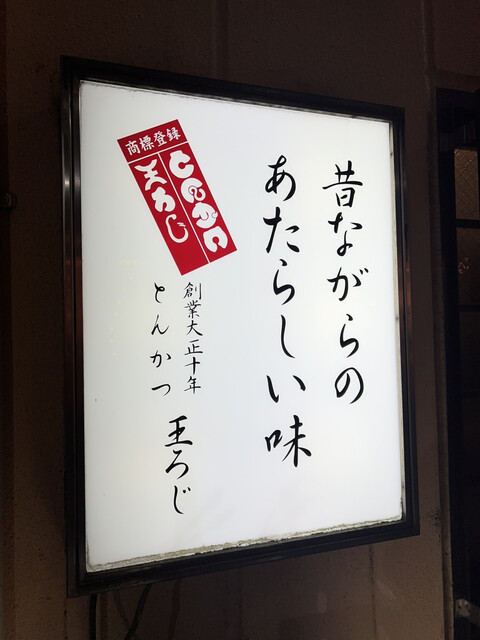 昔ながらの
あたらしい味
商標登録
とんかつ
王ろじ
創業大正十年
とんかつ 王ろじ